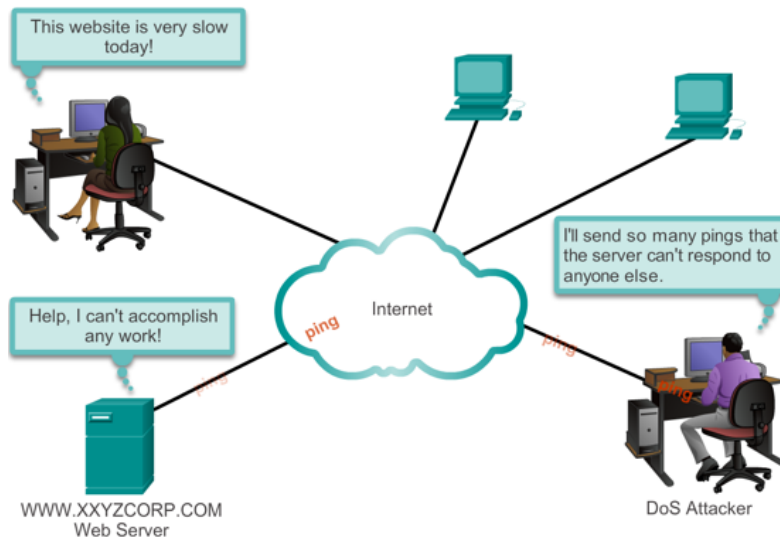 This website is very slow
today!
I'll send so many pings that
the server can't respond to
anyone else.
Internet
Help, I can't accomplish
any work!
ping
ping
ping
ping
WWW.XXYZCORP.COM
Web Server
DoS Attacker